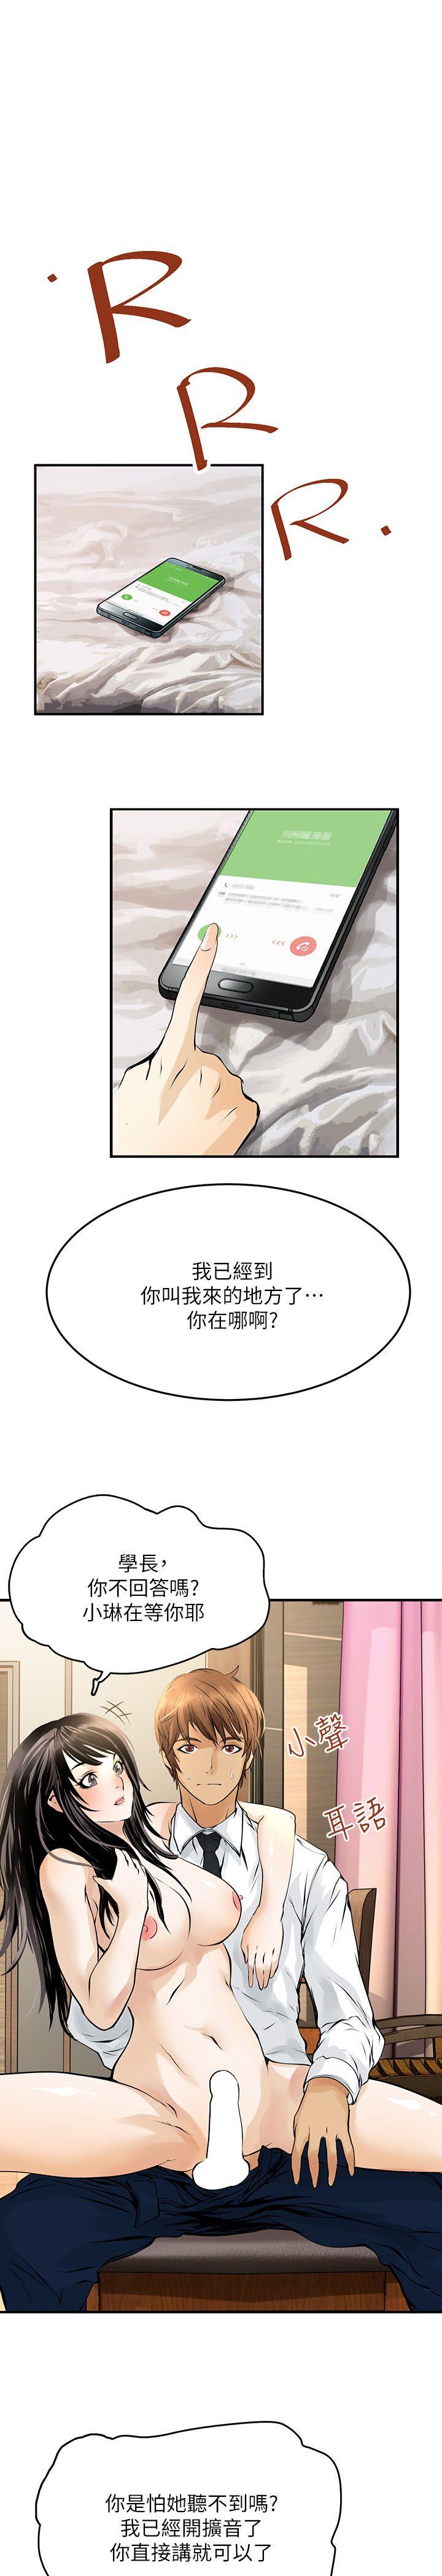 R
R
R
我已經到
你叫我來的地方了…
你在哪啊?
學長，
你不回答嗎?
小琳在等你耶
小聲
耳語
你是怕她聽不到嗎?
我已經開擴音了
你直接講就可以了